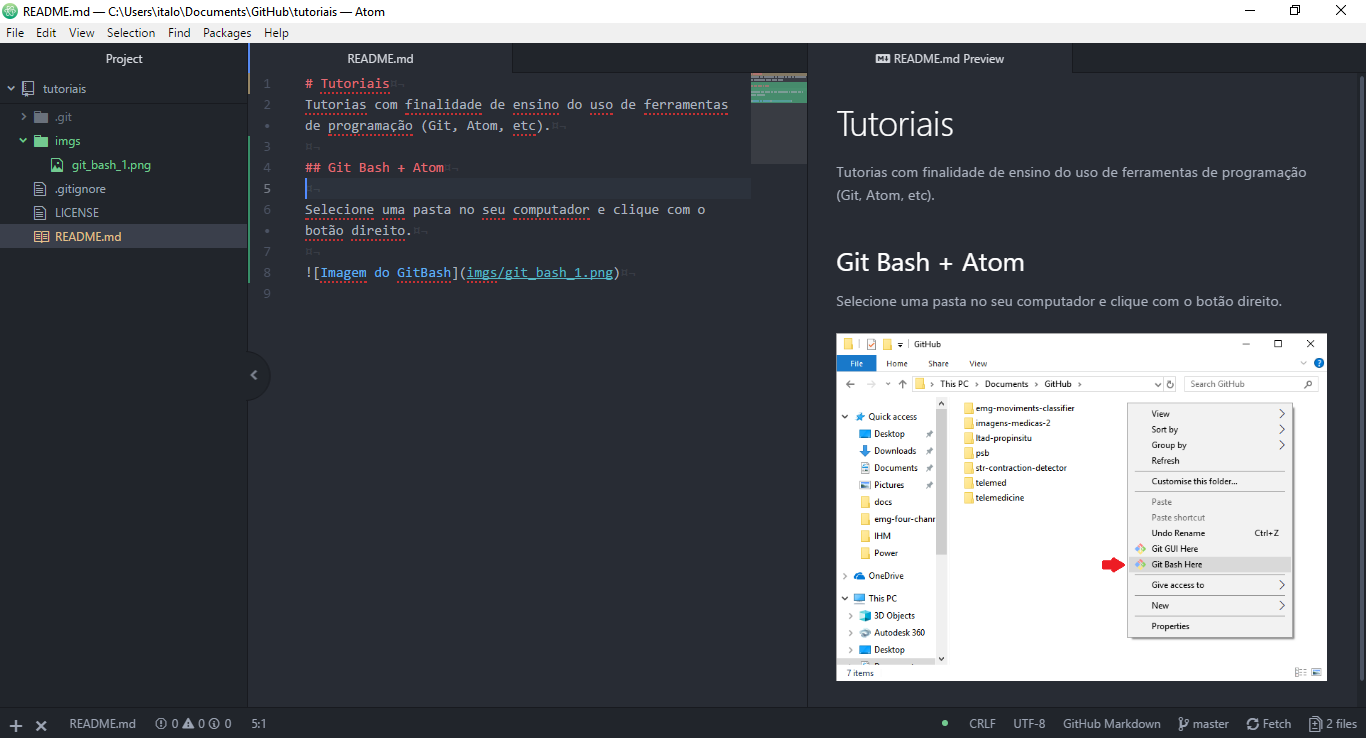 README.md — C:\Users\italo\Documents\GitHub\tutoriais — Atom
File Edit View Selection Find Packages Help
Project
tutoriais
.git
imgs
git_bash_1.png
.gitignore
LICENSE
README.md
README.md
1 # Tutoriais
2 Tutorias com finalidade de ensino do uso de ferramentas
• de programação (Git, Atom, etc).
3
4 ## Git Bash + Atom
5
6 Selecione uma pasta no seu computador e clique com o
• botão direito.
7
8 ![Imagem do GitBash](imgs/git_bash_1.png)
9
README.md Preview
Tutoriais
Tutorias com finalidade de ensino do uso de ferramentas de programação
(Git, Atom, etc).
Git Bash + Atom
Selecione uma pasta no seu computador e clique com o botão direito.
GitHub
File Home Share View
This PC > Documents > GitHub >
Search GitHub
Quick access
Desktop
Downloads
Documents
Pictures
docs
emg-four-chann
IHM
Power
OneDrive
This PC
3D Objects
Autodesk 360
Desktop
emg-moviments-classifier
imagens-medicas-2
ltad-propinsitu
psb
str-contraction-detector
telemed
telemedicine
View
Sort by
Group by
Refresh
Customise this folder...
Paste
Paste shortcut
Undo Rename Ctrl+Z
Git GUI Here
Git Bash Here
Give access to
New
Properties
7 items
README.md 0 0 0 5:1
CRLF UTF-8 GitHub Markdown master Fetch 2 files